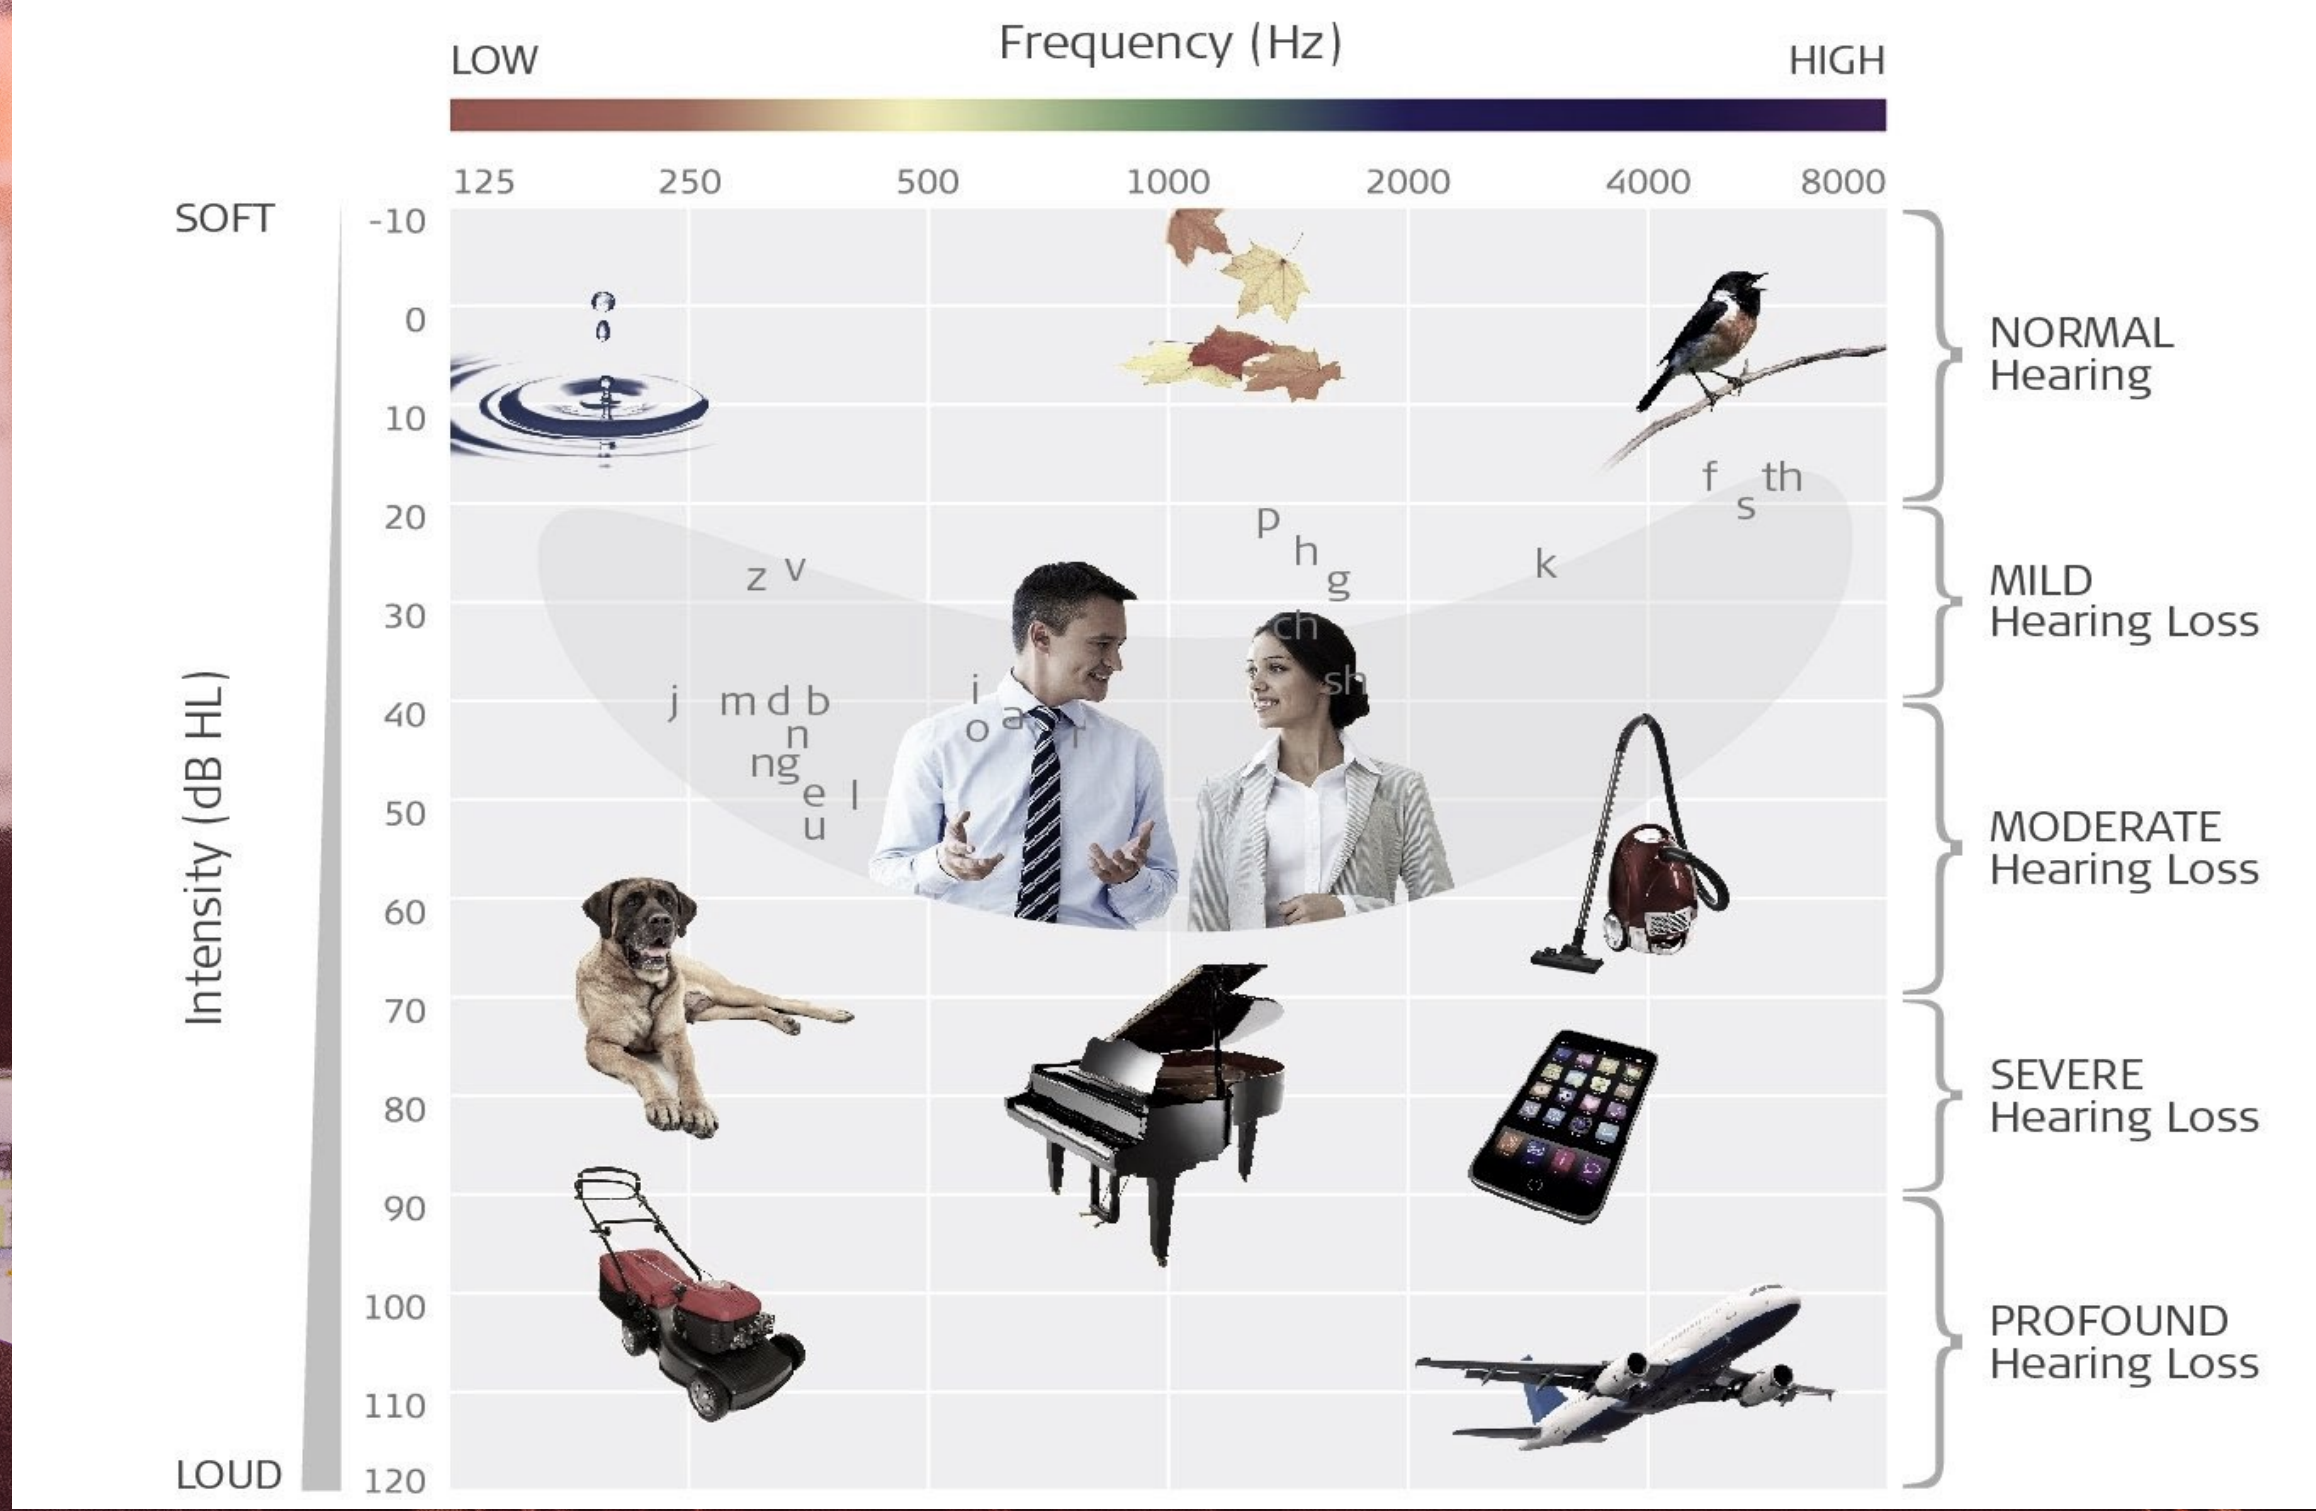 Frequency (Hz)
LOW
HIGH
125 250 500 1000 2000 4000 8000
SOFT
-10
0
10
20
30
40
50
60
70
80
90
100
110
120
LOUD
Intensity (dB HL)
f th
s
p
h
g
k
z v
ch
sh
j m d b
n
ng
e l
u
i
o a r
NORMAL
Hearing
MILD
Hearing Loss
MODERATE
Hearing Loss
SEVERE
Hearing Loss
PROFOUND
Hearing Loss